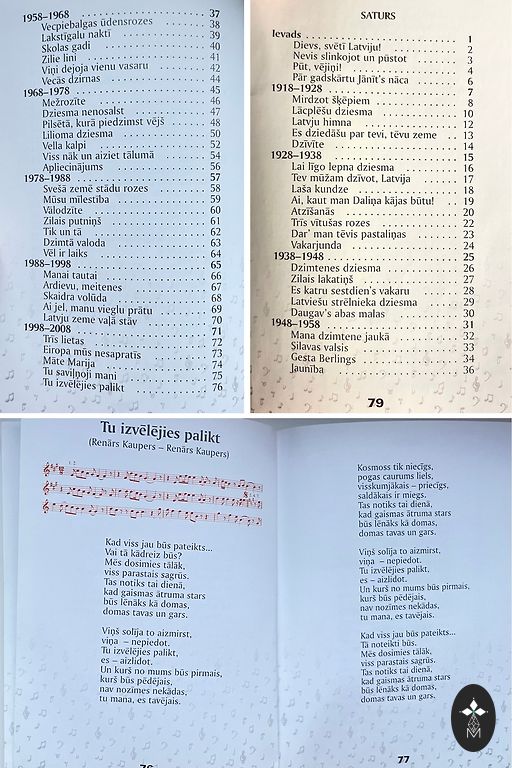 1958–1968 37
Vecpiebalgas ūdensrozes 38
Lakstīgalu naktī 39
Skolas gadi 40
Zilie lini 41
Viņi dejoja vienu vasaru 42
Vecās dzirnas 44
1968–1978 45
Mežrozīte 46
Dziesma nenosalst 47
Pilsētā, kurā piedzimst vējš 48
Lilioma dziesma 50
Vella kalpi 52
Viss nāk un aiziet tālumā 54
Apliecinājums 56
1978–1988 57
Svešā zemē stādu rozes 58
Mūsu mīlestība 59
Vālodzīte 60
Zilais putniņš 61
Tik un tā 62
Dzimtā valoda 63
Vēl ir laiks 64
1988–1998 65
Manai tautai 66
Ardievu, meitenes 67
Skaidra volūda 68
Ai jel, manu vieglu prātu 69
Latvju zeme vaļā stāv 70
1998–2008 71
Trīs lietas 72
Eiropa mūs nesapratīs 73
Māte Marija 74
Tu saviļņoji mani 75
Tu izvēlējies palikt 76
SATURS
Ievads 1
Dievs, svētī Latviju! 2
Nevis slinkojot un pūstot 3
Pūt, vējiņi! 4
Pār gadskārtu Jānīt's nāca 6
1918–1928 7
Mirdzot šķēpiem 8
Lāčplēšu dziesma 10
Latvju himna 12
Es dziedāšu par tevi, tēvu zeme 13
Dzīvīte 14
1928–1938 15
Lai līgo lepna dziesma 16
Tev mūžam dzīvot, Latvija 17
Laša kundze 18
Ai, kaut man Daliņa kājas būtu! 19
Atzīšanās 20
Trīs vītušas rozes 22
Dar' man tēvis pastaliņas 23
Vakarjunda 24
1938–1948 25
Dzimtenes dziesma 26
Zilais lakatiņš 27
Es katru sestdien's vakaru 28
Latviešu strēlnieka dziesma 29
Daugav's abas malas 30
1948–1958 31
Mana dzimtene jaukā 32
Silavas valsis 33
Gesta Berlings 34
Jaunība 36
79
Tu izvēlējies palikt
(Renārs Kaupers – Renārs Kaupers)
Kad viss jau būs pateikts...
Vai tā kādreiz būs?
Mēs dosimies tālāk,
viss parastais sagrūs.
Tas notiks tai dienā,
kad gaismas ātruma stars
būs lēnāks kā domas,
domas tavas un gars.
Viņš solīja to aizmirst,
viņa – nepiedot.
Tu izvēlējies palikt,
es – aizlidot.
Un kurš no mums būs pirmais,
kurš būs pēdējais,
nav nozīmes nekādas,
tu mana, es tavējais.
76
Kosmoss tik niecīgs,
pogas caurums liels,
visskumjākais – priecīgs,
saldākais ir miegs.
Tas notiks tai dienā,
kad gaismas ātruma stars
būs lēnāks kā domas,
domas tavas un gars.
Viņš solīja to aizmirst,
viņa – nepiedot.
Tu izvēlējies palikt,
es – aizlidot.
Un kurš no mums būs pirmais,
kurš būs pēdējais,
nav nozīmes nekādas,
tu mana, es tavējais.
Kad viss jau būs pateikts...
Tā noteikti būs.
Mēs dosimies tālāk,
viss parastais sagrūs.
Tas notiks tai dienā,
kad gaismas ātruma stars
būs lēnāks kā domas,
domas tavas un gars.
77
M